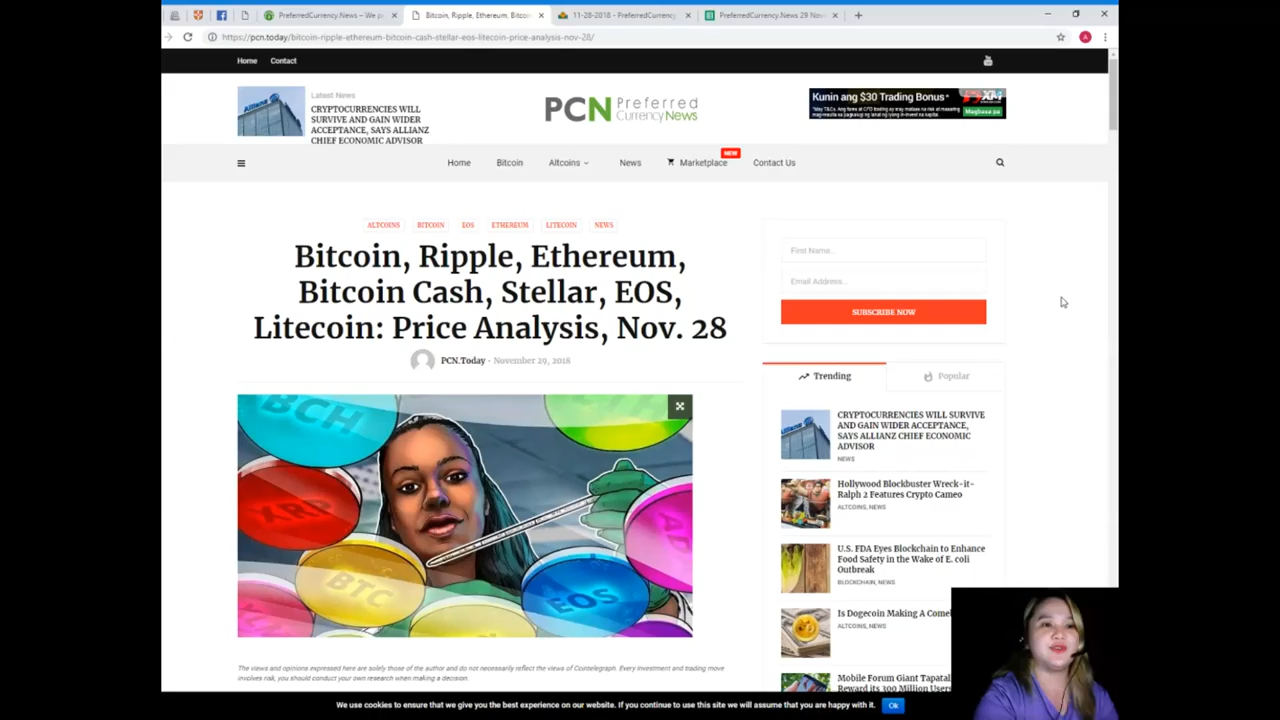 PreferredCurrency.News – We p
Bitcoin, Ripple, Ethereum, Bitcoi
11-28-2018 - PreferredCurrency
PreferredCurrency.News 29 Nov
https://pcn.today/bitcoin-ripple-ethereum-bitcoin-cash-stellar-eos-litecoin-price-analysis-nov-28/
A
Home Contact
Latest News
CRYPTOCURRENCIES WILL
SURVIVE AND GAIN WIDER
ACCEPTANCE, SAYS ALLIANZ
CHIEF ECONOMIC ADVISOR
Allianz
PCN Preferred
Currency News
Kunin ang $30 Trading Bonus*
XM
Magbasa pa
NEW
Home Bitcoin Altcoins News Marketplace Contact Us
ALTCOINS BITCOIN EOS ETHEREUM LITECOIN NEWS
Bitcoin, Ripple, Ethereum,
Bitcoin Cash, Stellar, EOS,
Litecoin: Price Analysis, Nov. 28
PCN.Today - November 29, 2018
BCH
XRP
BTC
EOS
The views and opinions expressed here are solely those of the author and do not necessarily reflect the views of Cointelegraph. Every investment and trading move
involves risk, you should conduct your own research when making a decision.
First Name...
Email Address...
SUBSCRIBE NOW
Trending Popular
CRYPTOCURRENCIES WILL SURVIVE
AND GAIN WIDER ACCEPTANCE,
SAYS ALLIANZ CHIEF ECONOMIC
ADVISOR
NEWS
Hollywood Blockbuster Wreck-it-
Ralph 2 Features Crypto Cameo
ALTCOINS, NEWS
U.S. FDA Eyes Blockchain to Enhance
Food Safety in the Wake of E. coli
Outbreak
BLOCKCHAIN, NEWS
Is Dogecoin Making A Come
ALTCOINS, NEWS
Mobile Forum Giant Tapatal
Reward its 300 Million Users
We use cookies to ensure that we give you the best experience on our website. If you continue to use this site we will assume that you are happy with it. Ok